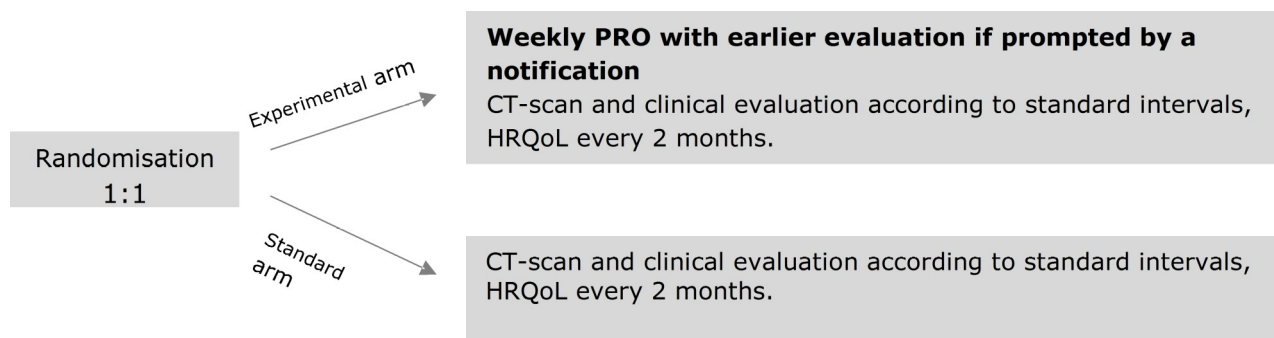 Randomisation
1:1
Experimental arm
Weekly PRO with earlier evaluation if prompted by a
notification
CT-scan and clinical evaluation according to standard intervals,
HRQoL every 2 months.
Standard
arm
CT-scan and clinical evaluation according to standard intervals,
HRQoL every 2 months.